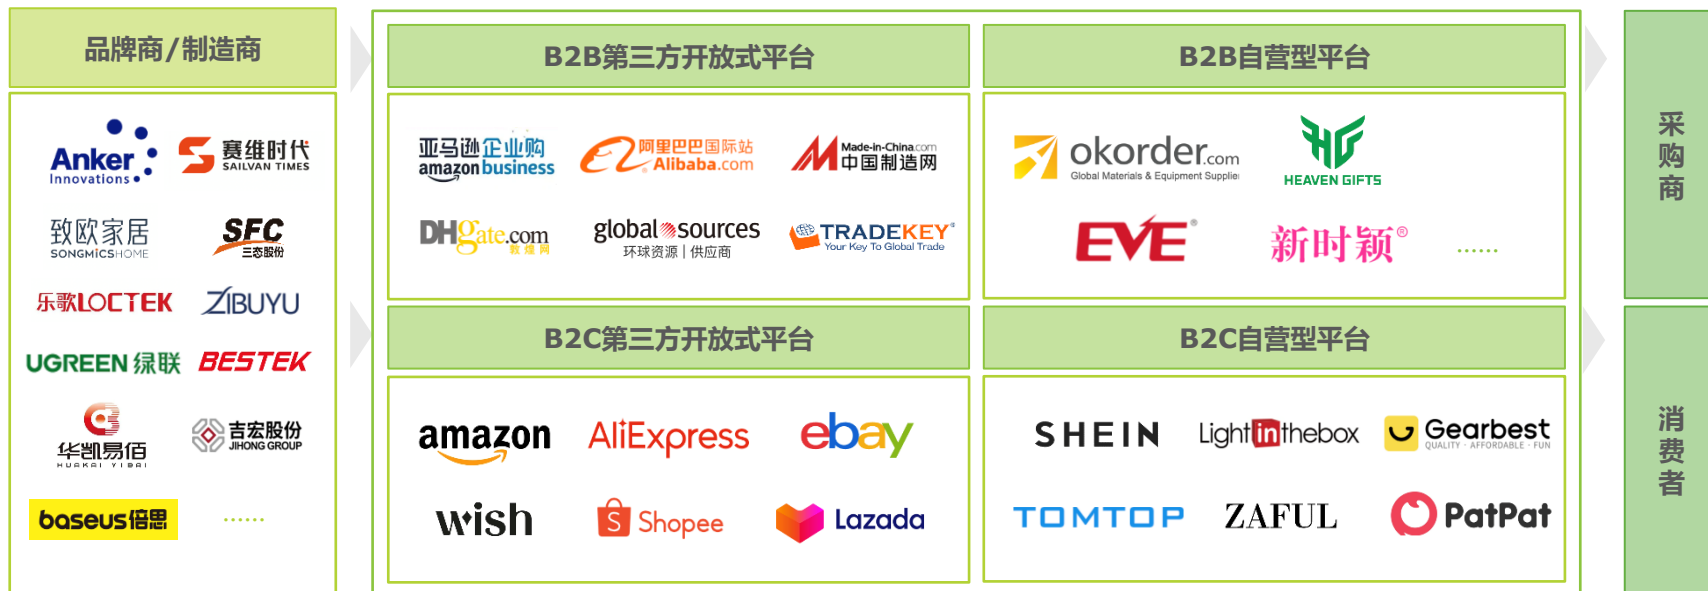 品牌商/制造商
Anker
Innovations
赛维时代
SAILVAN TIMES
致欧家居
SONGMICSHOME
SFC
三态股份
乐歌LOCTEK
ZIBUYU
UGREEN 绿联
BESTEK
华凯易佰
HUAKAI YIBAI
吉宏股份
JIHONG GROUP
baseus倍思
......
B2B第三方开放式平台
亚马逊企业购
amazon business
阿里巴巴国际站
Alibaba.com
Made-in-China.com
中国制造网
DHgate.com
敦煌网
global sources
环球资源 | 供应商
TRADEKEY®
Your Key To Global Trade
B2B自营型平台
okorder.com
Global Materials & Equipment Supplie
HG
HEAVEN GIFTS
EVE®
新时颖®
......
B2C第三方开放式平台
amazon
AliExpress
ebay
wish
S Shopee
Lazada
B2C自营型平台
SHEIN
Lightinthebox
Gearbest
QUALITY · AFFORDABLE · FUN
TOMTOP
ZAFUL
PatPat
采购商
消费者